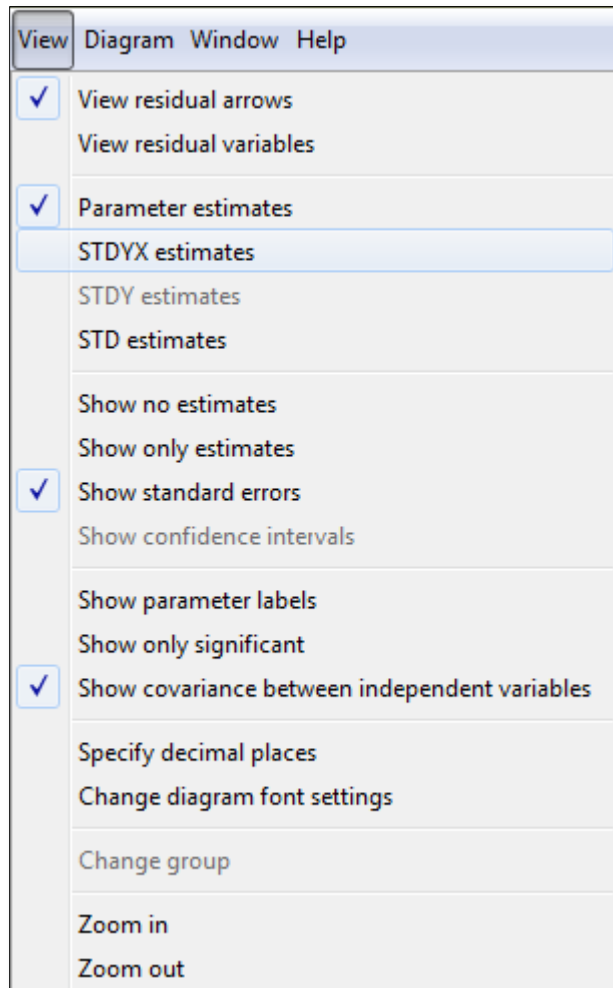 View Diagram Window Help
View residual arrows
View residual variables
Parameter estimates
STDYX estimates
STDY estimates
STD estimates
Show no estimates
Show only estimates
Show standard errors
Show confidence intervals
Show parameter labels
Show only significant
Show covariance between independent variables
Specify decimal places
Change diagram font settings
Change group
Zoom in
Zoom out